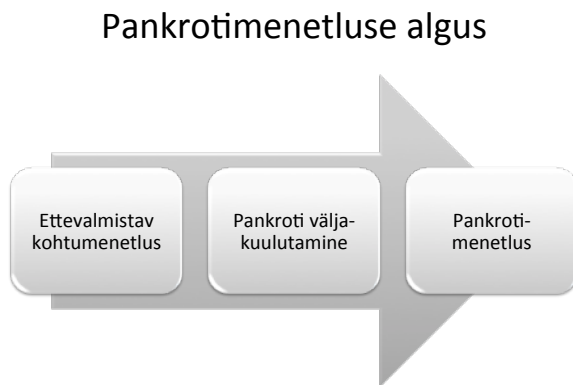 Pankrotimenetluse algus
Ettevalmistav
kohtumenetlus
Pankroti välja-
kuulutamine
Pankroti-
menetlus